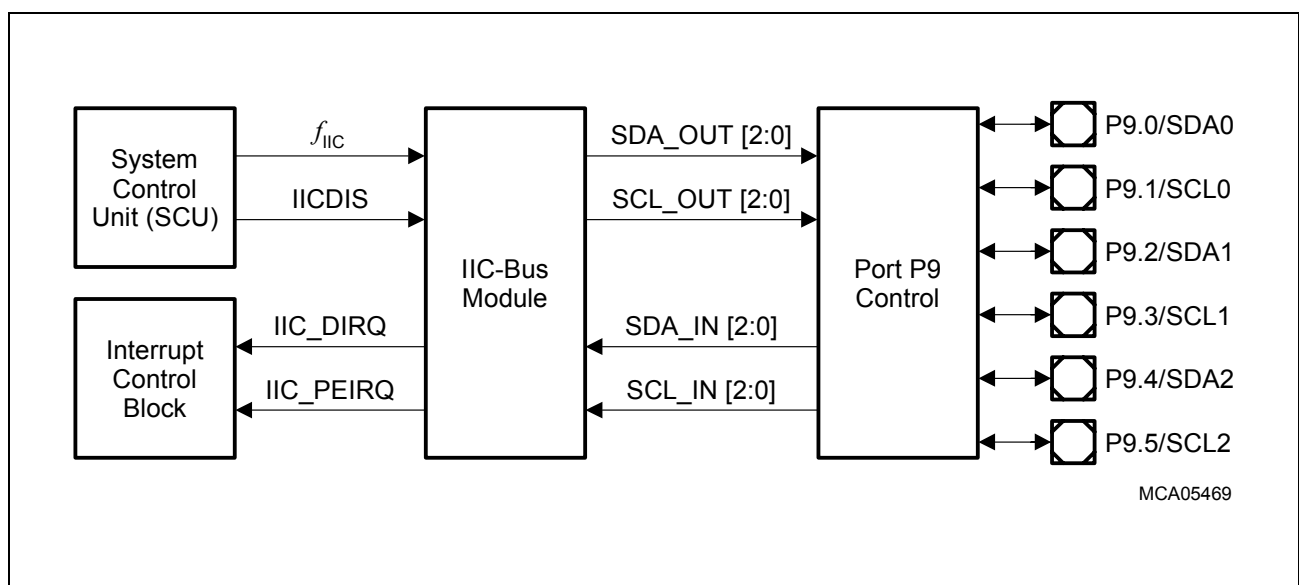 System
Control
Unit (SCU)
f IIC
IICDIS
Interrupt
Control
Block
IIC_DIRQ
IIC_PEIRQ
IIC-Bus
Module
SDA_OUT [2:0]
SCL_OUT [2:0]
SDA_IN [2:0]
SCL_IN [2:0]
Port P9
Control
P9.0/SDA0
P9.1/SCL0
P9.2/SDA1
P9.3/SCL1
P9.4/SDA2
P9.5/SCL2
MCA05469